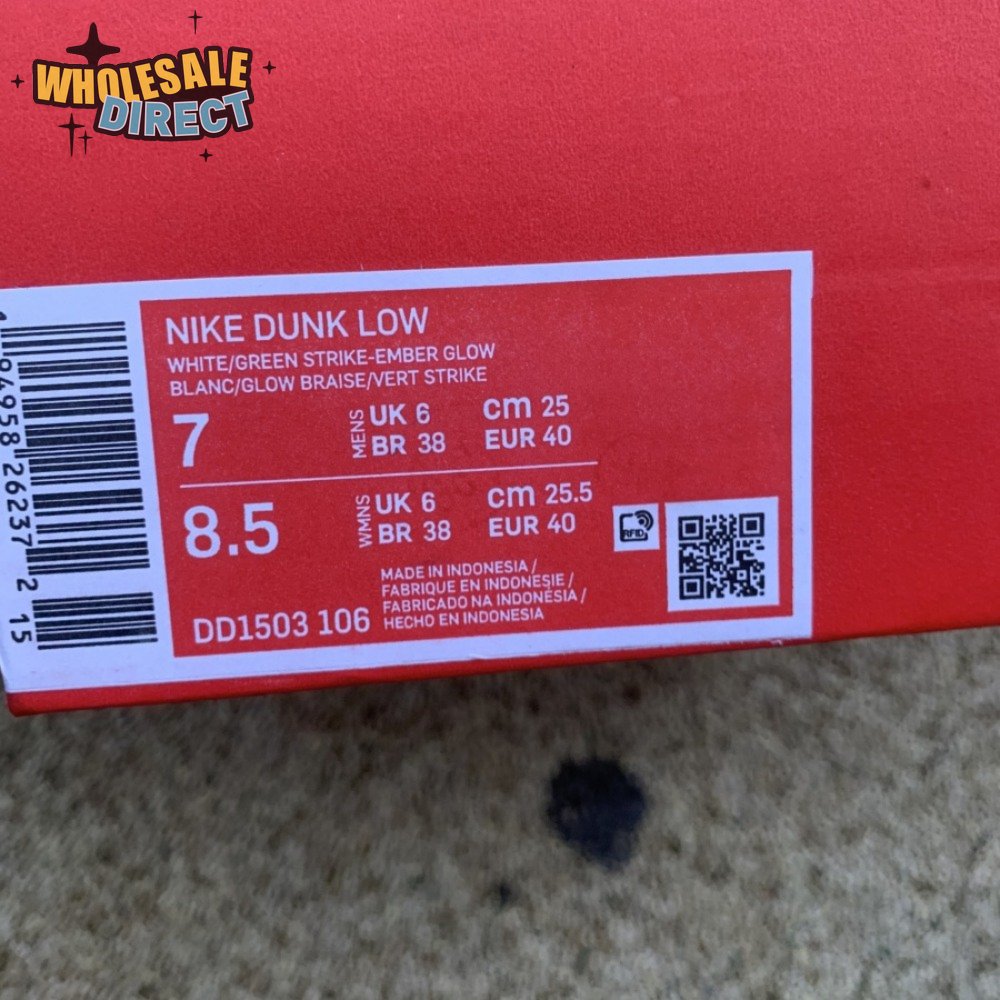 WHOLESALE
DIRECT
NIKE DUNK LOW
WHITE/GREEN STRIKE-EMBER GLOW
BLANC/GLOW BRAISE/VERT STRIKE
7 MENS UK 6 cm 25
BR 38 EUR 40
8.5 WMNS UK 6 cm 25.5
BR 38 EUR 40
RFID
MADE IN INDONESIA /
FABRIQUE EN INDONESIE /
FABRICADO NA INDONÉSIA /
HECHO EN INDONESIA
DD1503 106
4 94958 26237 2 15